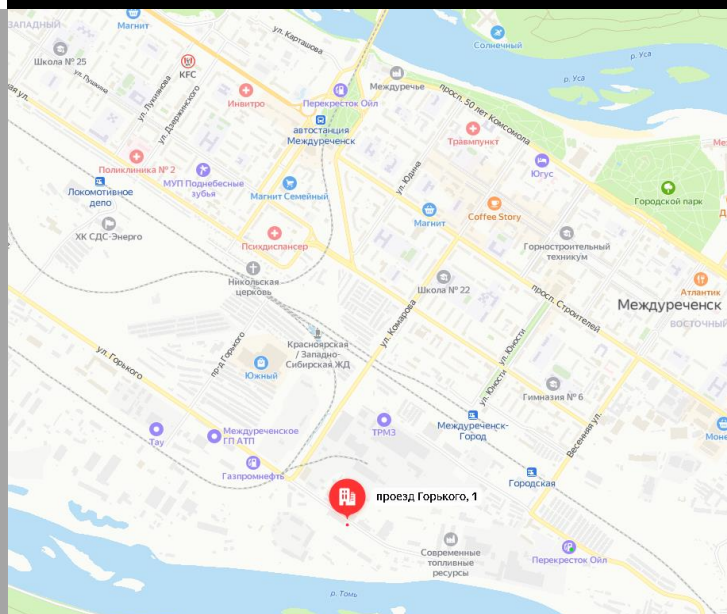 ЗАПАДНЫЙ
Магнит
Школа № 25
ул. Пушкина
KFC
ул. Лукиянова
ул. Дзержинского
Инвитро
ул. Карташова
Солнечный
р. Уса
р. Уса
Междуречье
Перекресток Ойл
просп. 50 лет Комсомола
автостанция
Междуреченск
Травмпункт
Югус
ая ул.
Поликлиника № 2
МУП Поднебесные
зубья
Локомотивное
депо
Магнит Семейный
ул. Юдина
Магнит
Coffee Story
Городской парк
ХК СДС-Энерго
Психдиспансер
Горностроительный
техникум
Никольская
церковь
Школа № 22
Атлантик
просп. Строителей
Междуреченск
ВОСТОЧНЫЙ
ул. Горького
пр-д Горького
Красноярская
/ Западно-
Сибирская ЖД
ул. Комарова
ул. Юности
ул. Юности
Южный
Гимназия № 6
Весенняя ул.
Тау
Междуреченское
ГП АТП
ТРМЗ
Междуреченск-
Город
Моне
Газпромнефть
Городская
проезд Горького, 1
Современные
топливные
ресурсы
Перекресток Ойл
р. Томь